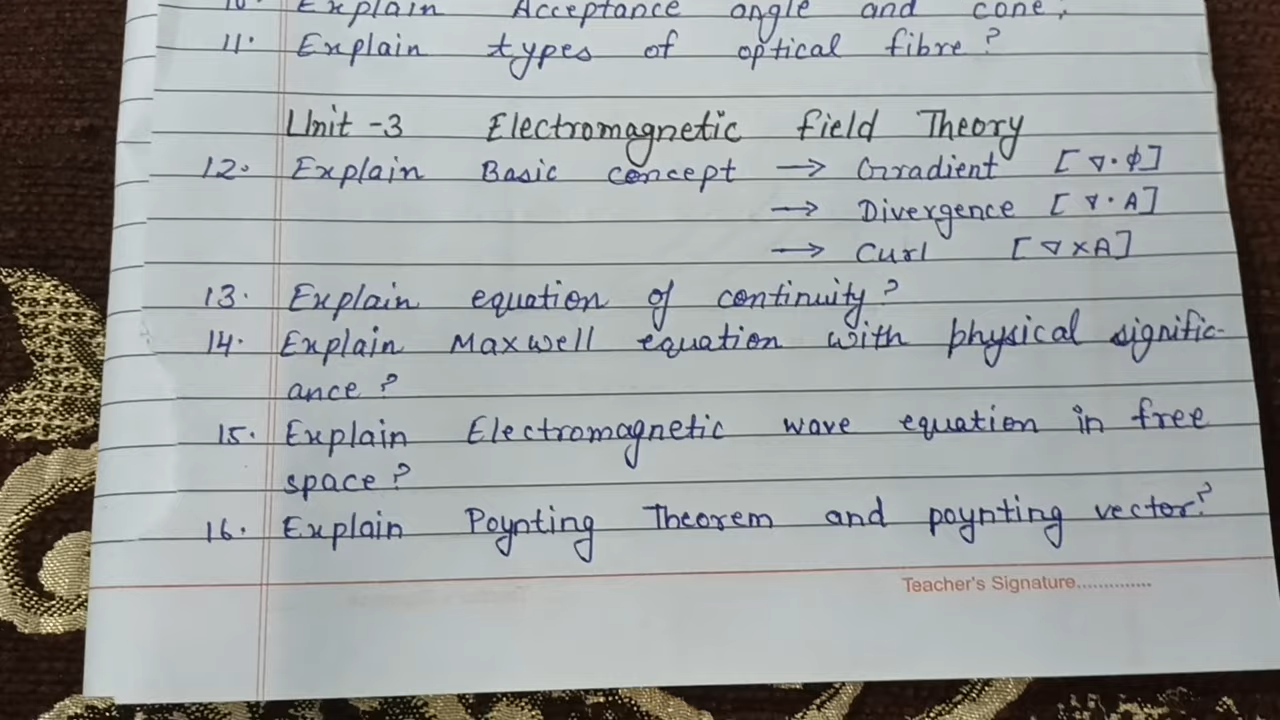 10. Explain Acceptance angle and cone.
11. Explain types of optical fibre?
Unit -3 Electromagnetic field Theory
12. Explain Basic concept → Gradient [∇·ϕ]
→ Divergence [∇·A]
→ Curl [∇×A]
13. Explain equation of continuity?
14. Explain Maxwell equation with physical signific-
ance?
15. Explain Electromagnetic wave equation in free
space?
16. Explain Poynting Theorem and poynting vector?
Teacher's Signature..............